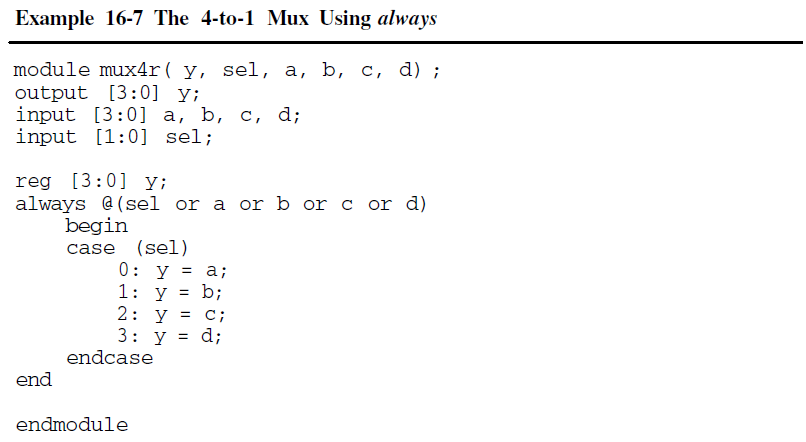 Example 16-7 The 4-to-1 Mux Using always
module mux4r( y, sel, a, b, c, d) ;
output [3:0] y;
input [3:0] a, b, c, d;
input [1:0] sel;
reg [3:0] y;
always @(sel or a or b or c or d)
begin
case (sel)
0: y = a;
1: y = b;
2: y = c;
3: y = d;
endcase
end
endmodule